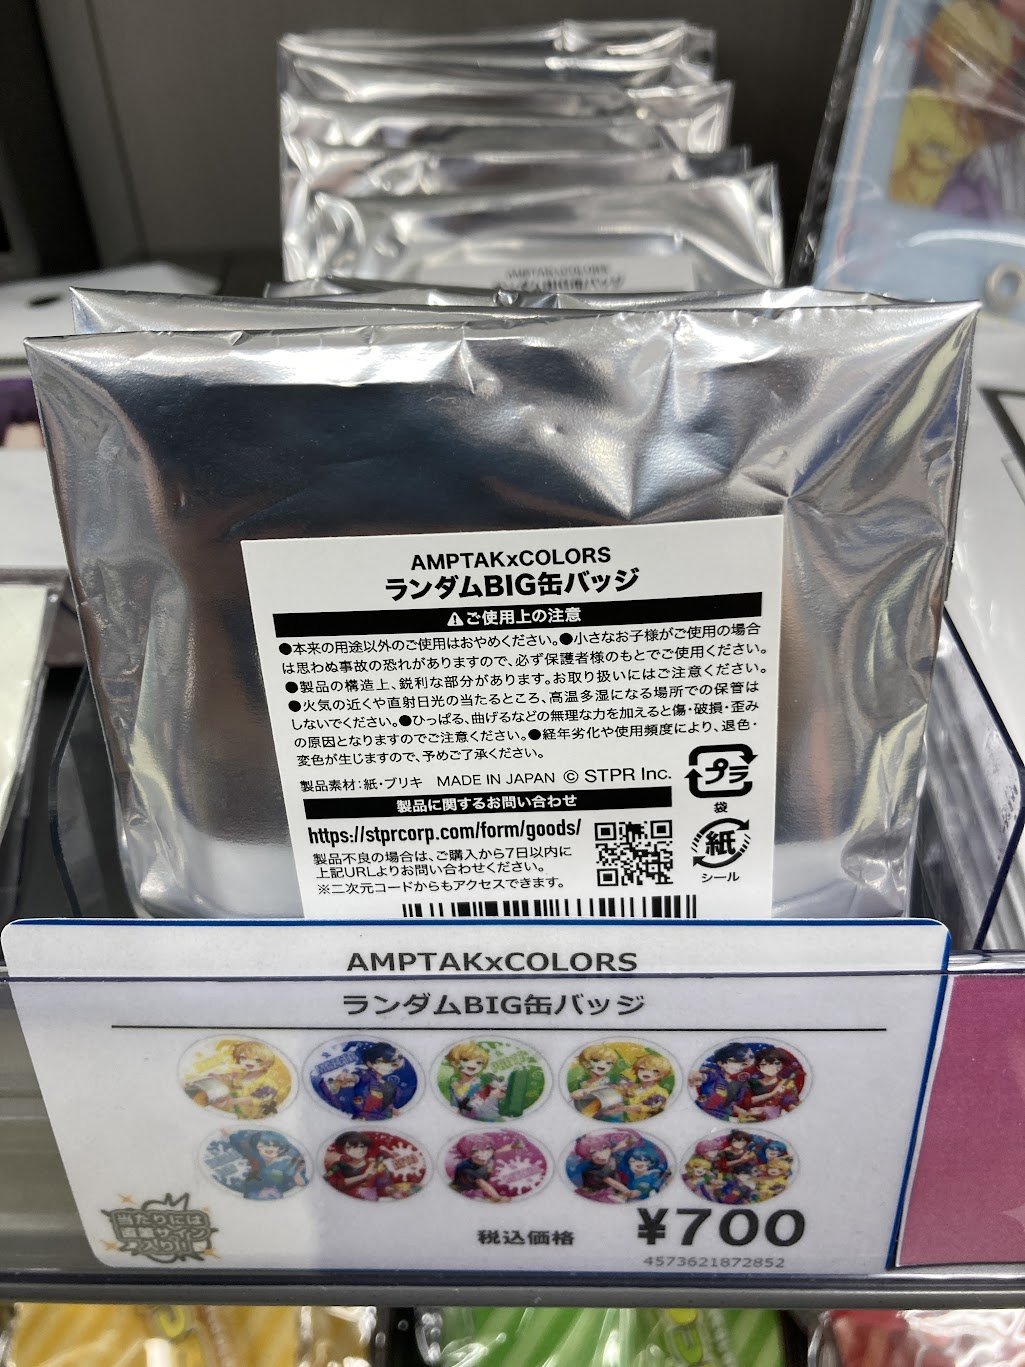 AMPTAKxCOLORS
AMPTAKxCOLORS
ランダムBIG缶バッジ
⚠ご使用上の注意
●本来の用途以外のご使用はおやめください。●小さなお子様がご使用の場合
は思わぬ事故の恐れがありますので、必ず保護者様のもとでご使用ください。
●製品の構造上、鋭利な部分があります。お取り扱いにはご注意ください。
●火気の近くや直射日光の当たるところ、高温多湿になる場所での保管は
しないでください。●ひっぱる、曲げるなどの無理な力を加えると傷・破損・歪み
の原因となりますのでご注意ください。●経年劣化や使用頻度により、退色・
変色が生じますので、予めご了承ください。
製品素材：紙・ブリキ MADE IN JAPAN © STPR Inc.
プラ
袋
製品に関するお問い合わせ
https://stprcorp.com/form/goods/
製品不良の場合は、ご購入から7日以内に
上記URLよりお問い合わせください。
※二次元コードからもアクセスできます。
紙
シール
AMPTAKxCOLORS
ランダムBIG缶バッジ
当たりには
直筆サイン
入り!!!
税込価格
¥700
4573621872852